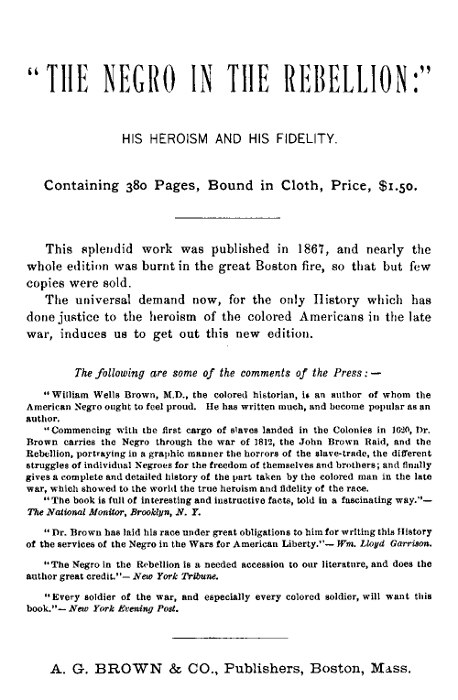 "THE NEGRO IN THE REBELLION:"
HIS HEROISM AND HIS FIDELITY.
Containing 380 Pages, Bound in Cloth, Price, $1.50.
This splendid work was published in 1867, and nearly the
whole edition was burnt in the great Boston fire, so that but few
copies were sold.
The universal demand now, for the only History which has
done justice to the heroism of the colored Americans in the late
war, induces us to get out this new edition.
The following are some of the comments of the Press:—
"William Wells Brown, M.D., the colored historian, is an author of whom the
American Negro ought to feel proud. He has written much, and become popular as an
author.
"Commencing with the first cargo of slaves landed in the Colonies in 1620, Dr.
Brown carries the Negro through the war of 1812, the John Brown Raid, and the
Rebellion, portraying in a graphic manner the horrors of the slave-trade, the different
struggles of individual Negroes for the freedom of themselves and brothers; and finally
gives a complete and detailed history of the part taken by the colored man in the late
war, which showed to the world the true heroism and fidelity of the race.
"The book is full of interesting and instructive facts, told in a fascinating way."—
The National Monitor, Brooklyn, N. Y.
"Dr. Brown has laid his race under great obligations to him for writing this History
of the services of the Negro in the Wars for American Liberty."—Wm. Lloyd Garrison.
"The Negro in the Rebellion is a needed accession to our literature, and does the
author great credit."—New York Tribune.
"Every soldier of the war, and especially every colored soldier, will want this
book."—New York Evening Post.
A. G. BROWN & CO., Publishers, Boston, Mass.